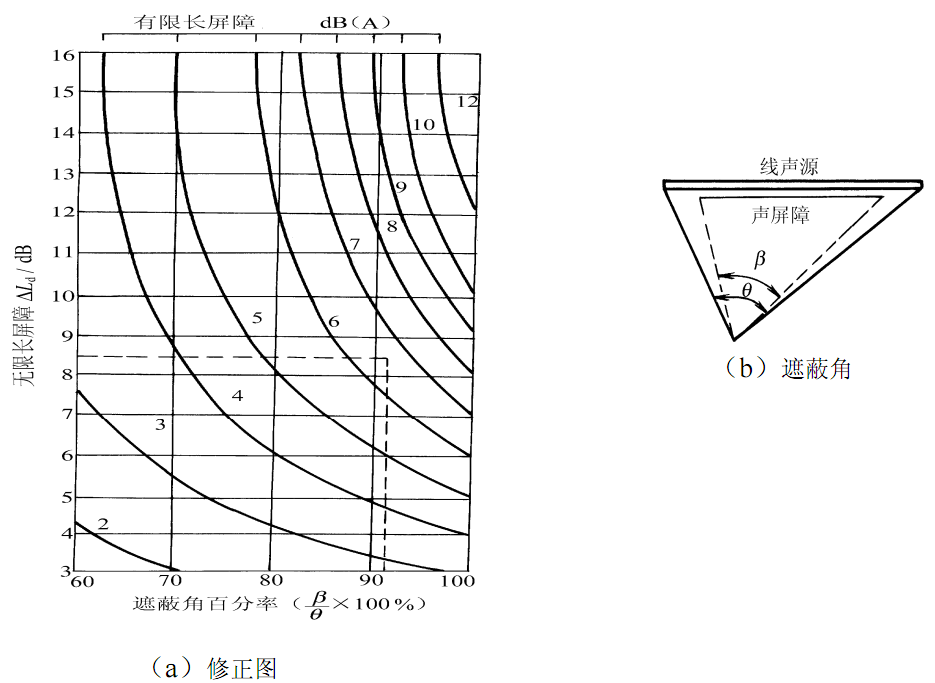 有限长屏障 dB(A)
16
15
14
13
12
11
10
9
8
7
6
5
4
3
无限长屏障 ΔLd / dB
12
10
9
8
7
6
5
4
3
2
60 70 80 90 100
遮蔽角百分率(β/θ×100%)
(a)修正图
线声源
声屏障
β
θ
(b)遮蔽角